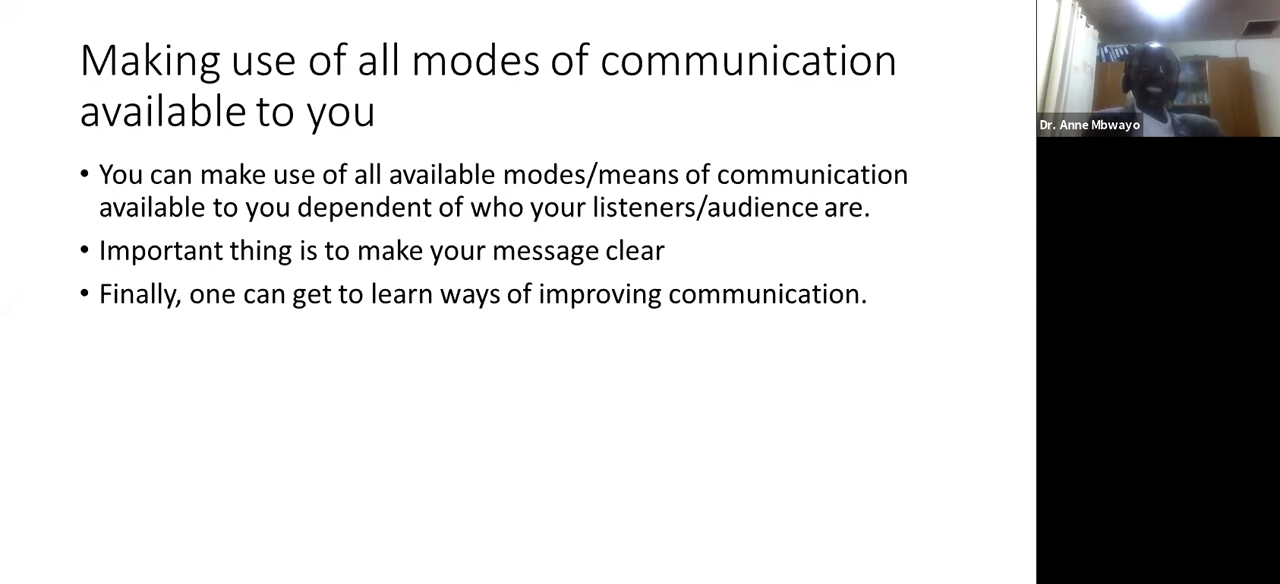 Making use of all modes of communication
available to you
• You can make use of all available modes/means of communication
available to you dependent of who your listeners/audience are.
• Important thing is to make your message clear
• Finally, one can get to learn ways of improving communication.
Dr. Anne Mbwayo